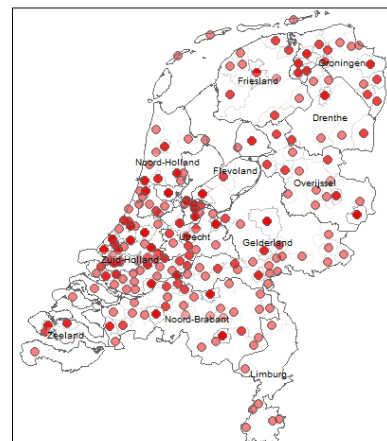 Groningen
Friesland
Drenthe
Noord-Holland
Flevoland
Overijssel
Utrecht
Gelderland
Zuid-Holland
Noord-Brabant
Zeeland
Limburg